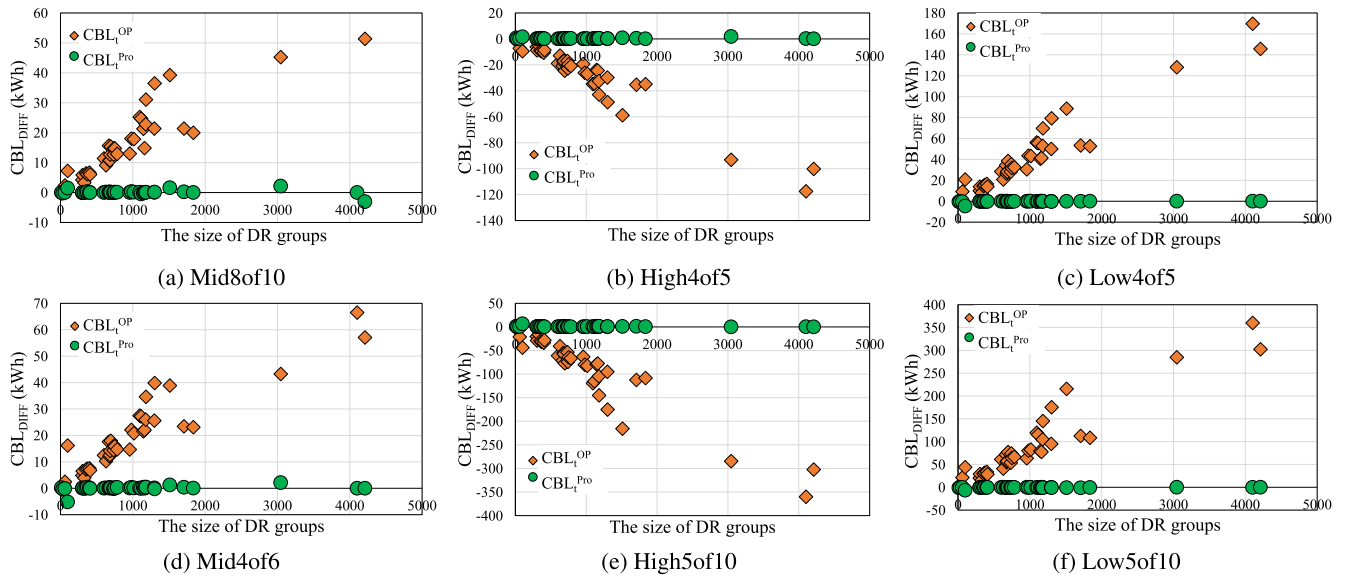 60
50
40
30
20
10
0
-10
CBL_DIFF (kWh)
CBL_t^OP
CBL_t^Pro
0 1000 2000 3000 4000 5000
The size of DR groups
(a) Mid8of10
20
0
-20
-40
-60
-80
-100
-120
-140
CBL_DIFF (kWh)
0 1000 2000 3000 4000 5000
CBL_t^OP
CBL_t^Pro
The size of DR groups
(b) High4of5
180
160
140
120
100
80
60
40
20
0
-20
CBL_DIFF (kWh)
CBL_t^OP
CBL_t^Pro
0 1000 2000 3000 4000 5000
The size of DR groups
(c) Low4of5
70
60
50
40
30
20
10
0
-10
CBL_DIFF (kWh)
CBL_t^OP
CBL_t^Pro
0 1000 2000 3000 4000 5000
The size of DR groups
(d) Mid4of6
50
0
-50
-100
-150
-200
-250
-300
-350
-400
CBL_DIFF (kWh)
0 1000 2000 3000 4000 5000
CBL_t^OP
CBL_t^Pro
The size of DR groups
(e) High5of10
400
350
300
250
200
150
100
50
0
-50
CBL_DIFF (kWh)
CBL_t^OP
CBL_t^Pro
0 1000 2000 3000 4000 5000
The size of DR groups
(f) Low5of10